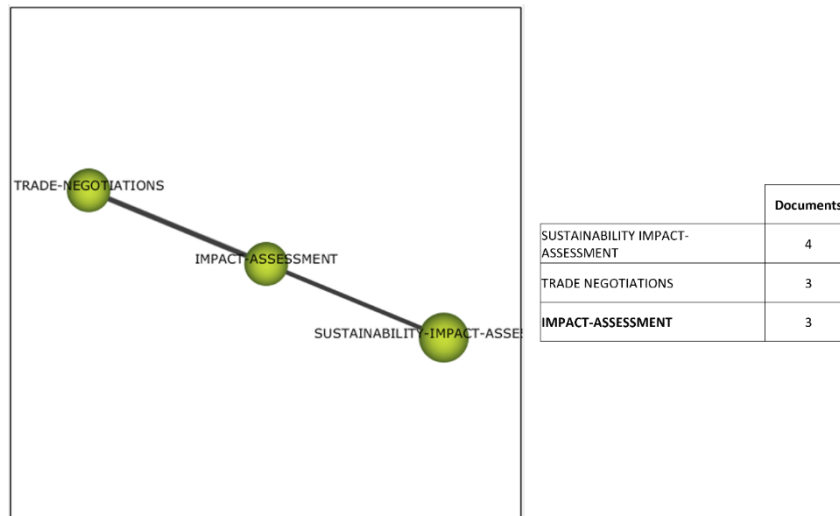 TRADE-NEGOTIATIONS
IMPACT-ASSESSMENT
SUSTAINABILITY-IMPACT-ASSE
Documents
SUSTAINABILITY IMPACT-
ASSESSMENT
4
TRADE NEGOTIATIONS
3
IMPACT-ASSESSMENT
3